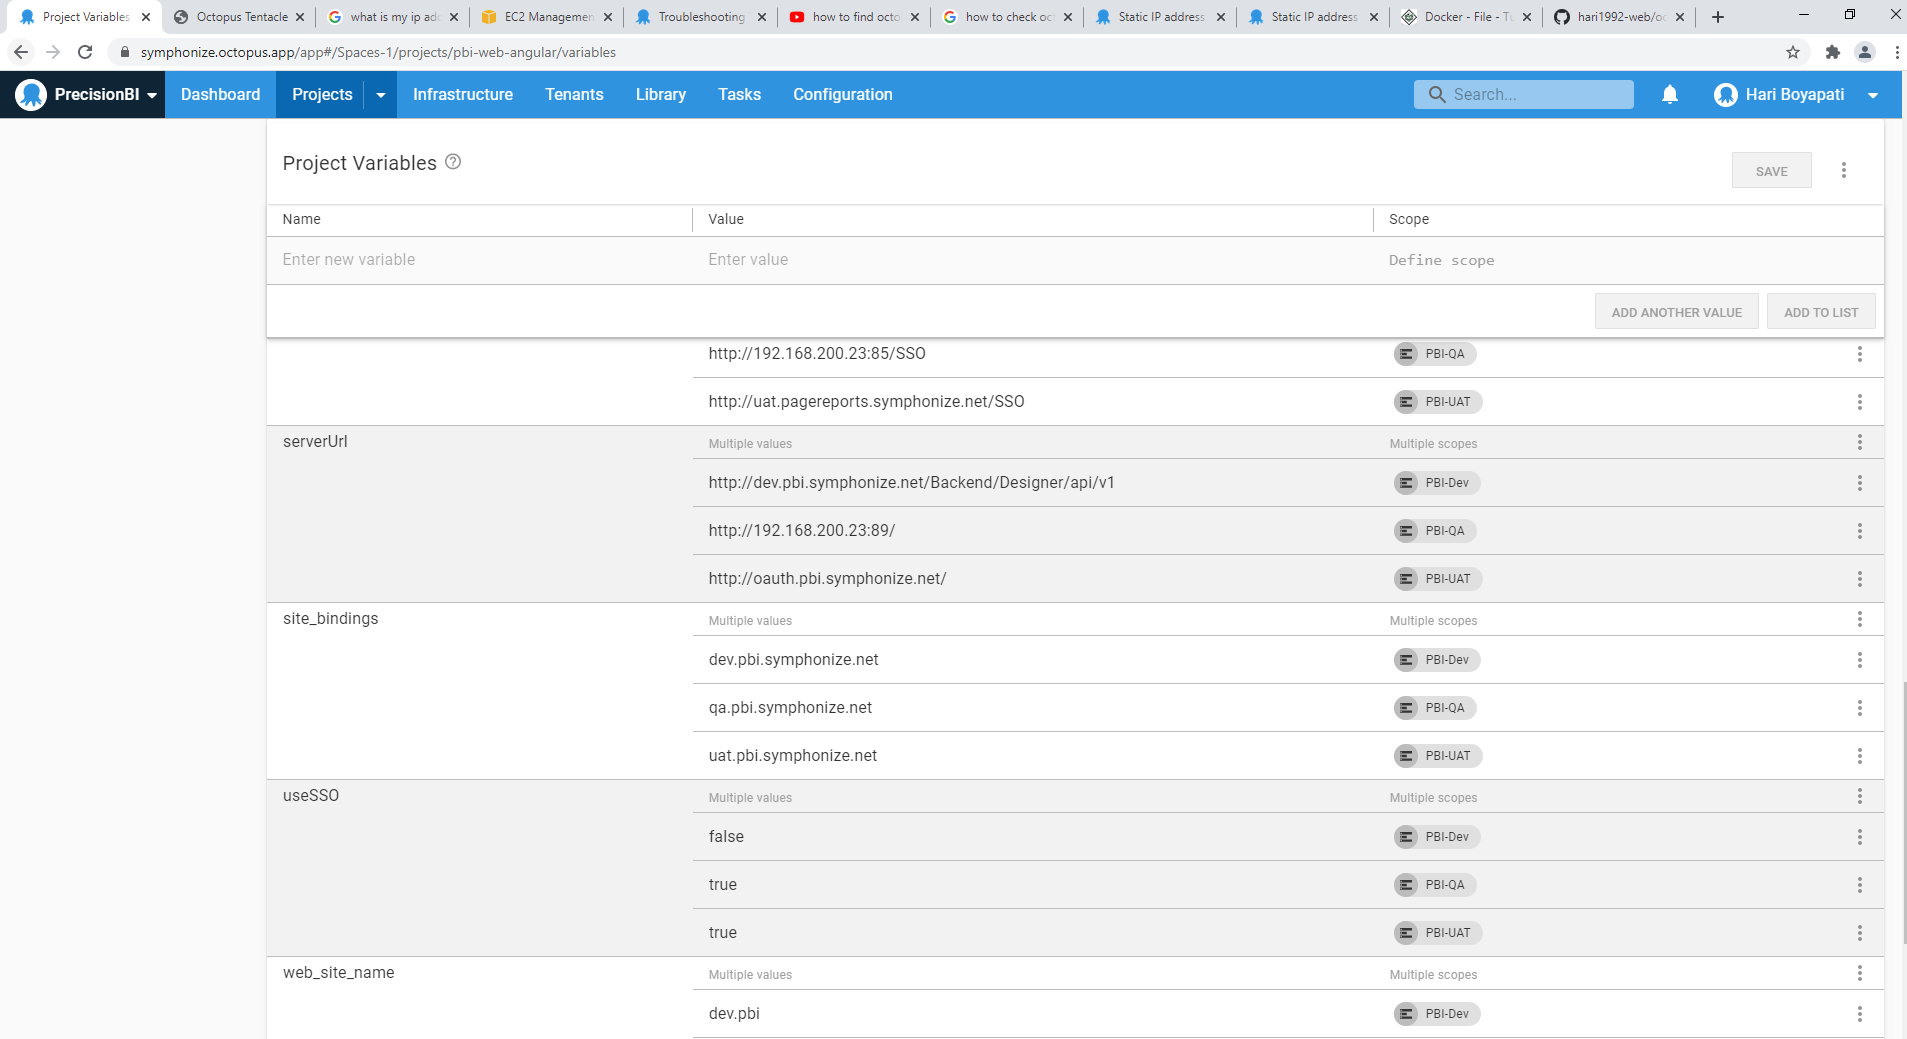 Project Variables
Octopus Tentacle
what is my ip add
EC2 Managemen
Troubleshooting
how to find octo
how to check oct
Static IP address
Static IP address
Docker - File - Tu
hari1992-web/oc
symphonize.octopus.app/app#/Spaces-1/projects/pbi-web-angular/variables
PrecisionBI
Dashboard
Projects
Infrastructure
Tenants
Library
Tasks
Configuration
Search...
Hari Boyapati
Project Variables
SAVE
Name
Value
Scope
Enter new variable
Enter value
Define scope
ADD ANOTHER VALUE
ADD TO LIST
http://192.168.200.23:85/SSO
PBI-QA
http://uat.pagereports.symphonize.net/SSO
PBI-UAT
serverUrl
Multiple values
Multiple scopes
http://dev.pbi.symphonize.net/Backend/Designer/api/v1
PBI-Dev
http://192.168.200.23:89/
PBI-QA
http://oauth.pbi.symphonize.net/
PBI-UAT
site_bindings
Multiple values
Multiple scopes
dev.pbi.symphonize.net
PBI-Dev
qa.pbi.symphonize.net
PBI-QA
uat.pbi.symphonize.net
PBI-UAT
useSSO
Multiple values
Multiple scopes
false
PBI-Dev
true
PBI-QA
true
PBI-UAT
web_site_name
Multiple values
Multiple scopes
dev.pbi
PBI-Dev